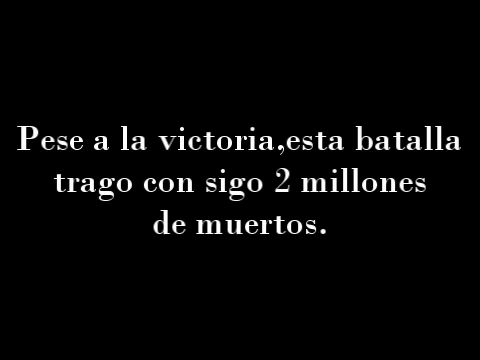 Pese a la victoria,esta batalla
trago con sigo 2 millones
de muertos.